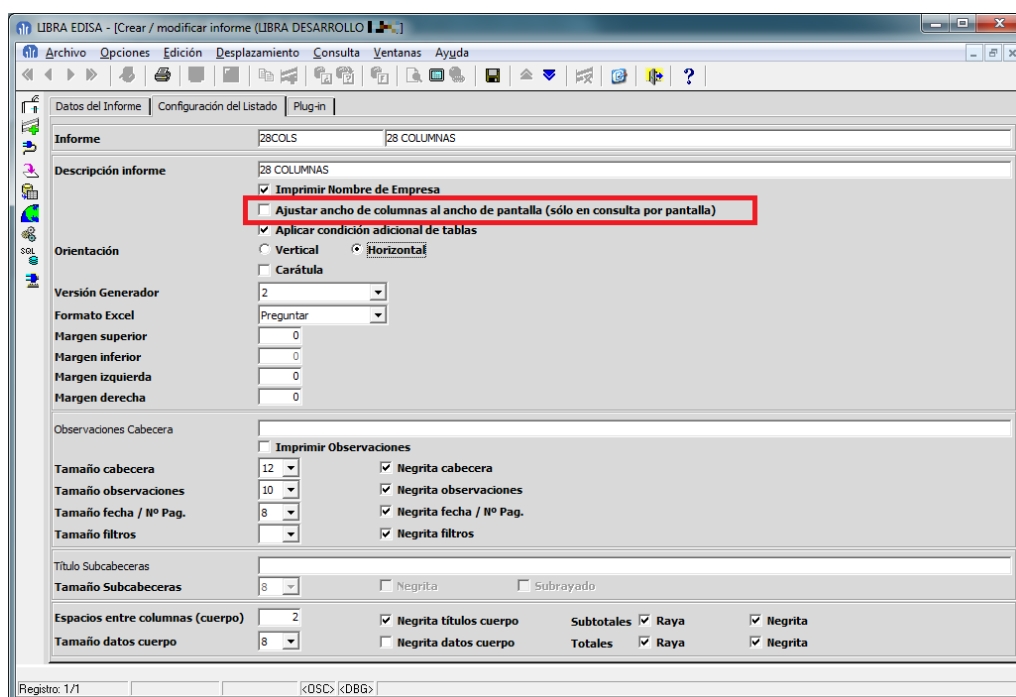 LIBRA EDISA - [Crear / modificar informe (LIBRA DESARROLLO ]
Archivo Opciones Edición Desplazamiento Consulta Ventanas Ayuda
Datos del Informe Configuración del Listado Plug-in
Informe 28COLS 28 COLUMNAS
Descripción informe 28 COLUMNAS
Imprimir Nombre de Empresa
Ajustar ancho de columnas al ancho de pantalla (sólo en consulta por pantalla)
Aplicar condición adicional de tablas
Orientación Vertical Horizontal
Carátula
Versión Generador 2
Formato Excel Preguntar
Margen superior 0
Margen inferior 0
Margen izquierda 0
Margen derecha 0
Observaciones Cabecera
Imprimir Observaciones
Tamaño cabecera 12 Negrita cabecera
Tamaño observaciones 10 Negrita observaciones
Tamaño fecha / Nº Pag. 8 Negrita fecha / Nº Pag.
Tamaño filtros Negrita filtros
Título Subcabeceras
Tamaño Subcabeceras 8 Negrita Subrayado
Espacios entre columnas (cuerpo) 2 Negrita títulos cuerpo Subtotales Raya Negrita
Tamaño datos cuerpo 8 Negrita datos cuerpo Totales Raya Negrita
Registro: 1/1 <OSC> <DBG>
SQL